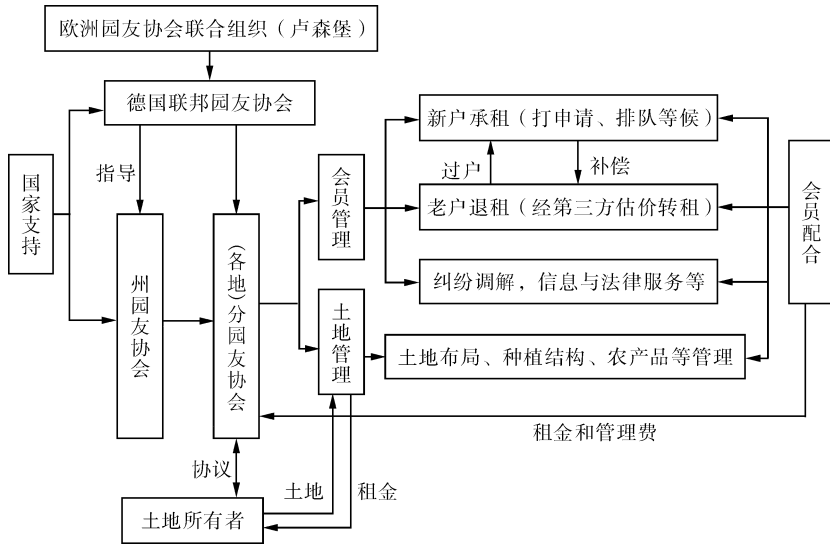 欧洲园友协会联合组织（卢森堡）
德国联邦园友协会
国家支持
指导
州园友协会
（各地）分园友协会
会员管理
土地管理
新户承租（打申请、排队等候）
过户
补偿
老户退租（经第三方估价转租）
纠纷调解，信息与法律服务等
土地布局、种植结构、农产品等管理
会员配合
租金和管理费
协议
土地
租金
土地所有者